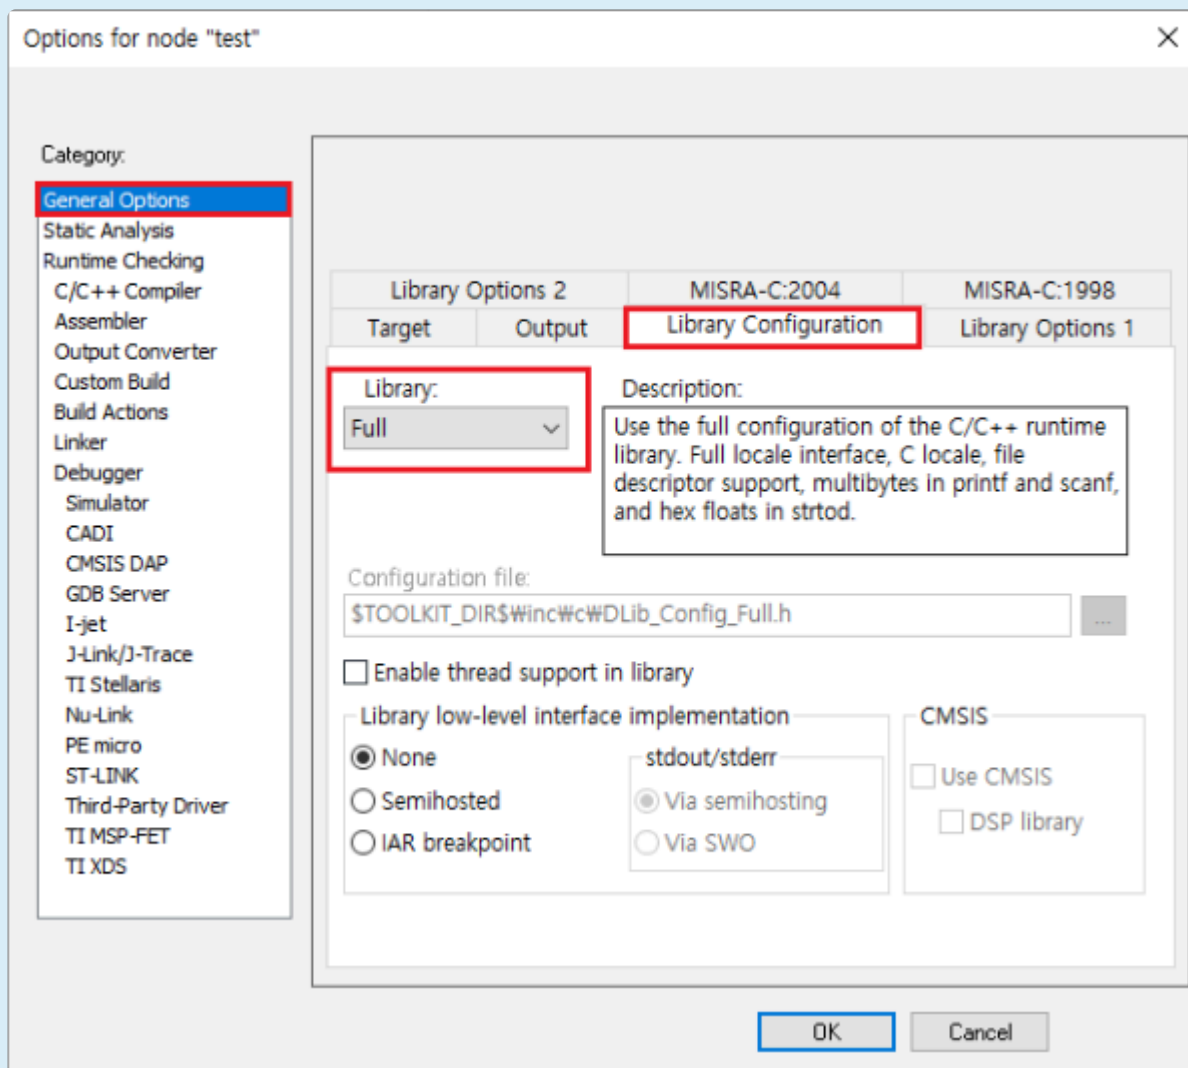 Options for node "test"
Category:
General Options
Static Analysis
Runtime Checking
C/C++ Compiler
Assembler
Output Converter
Custom Build
Build Actions
Linker
Debugger
Simulator
CADI
CMSIS DAP
GDB Server
I-jet
J-Link/J-Trace
TI Stellaris
Nu-Link
PE micro
ST-LINK
Third-Party Driver
TI MSP-FET
TI XDS
Library Options 2 MISRA-C:2004 MISRA-C:1998
Target Output Library Configuration Library Options 1
Library:
Full
Description:
Use the full configuration of the C/C++ runtime
library. Full locale interface, C locale, file
descriptor support, multibytes in printf and scanf,
and hex floats in strtod.
Configuration file:
$TOOLKIT_DIR$₩inc₩c₩DLib_Config_Full.h
...
Enable thread support in library
Library low-level interface implementation
None
Semihosted
IAR breakpoint
stdout/stderr
Via semihosting
Via SWO
CMSIS
Use CMSIS
DSP library
OK Cancel